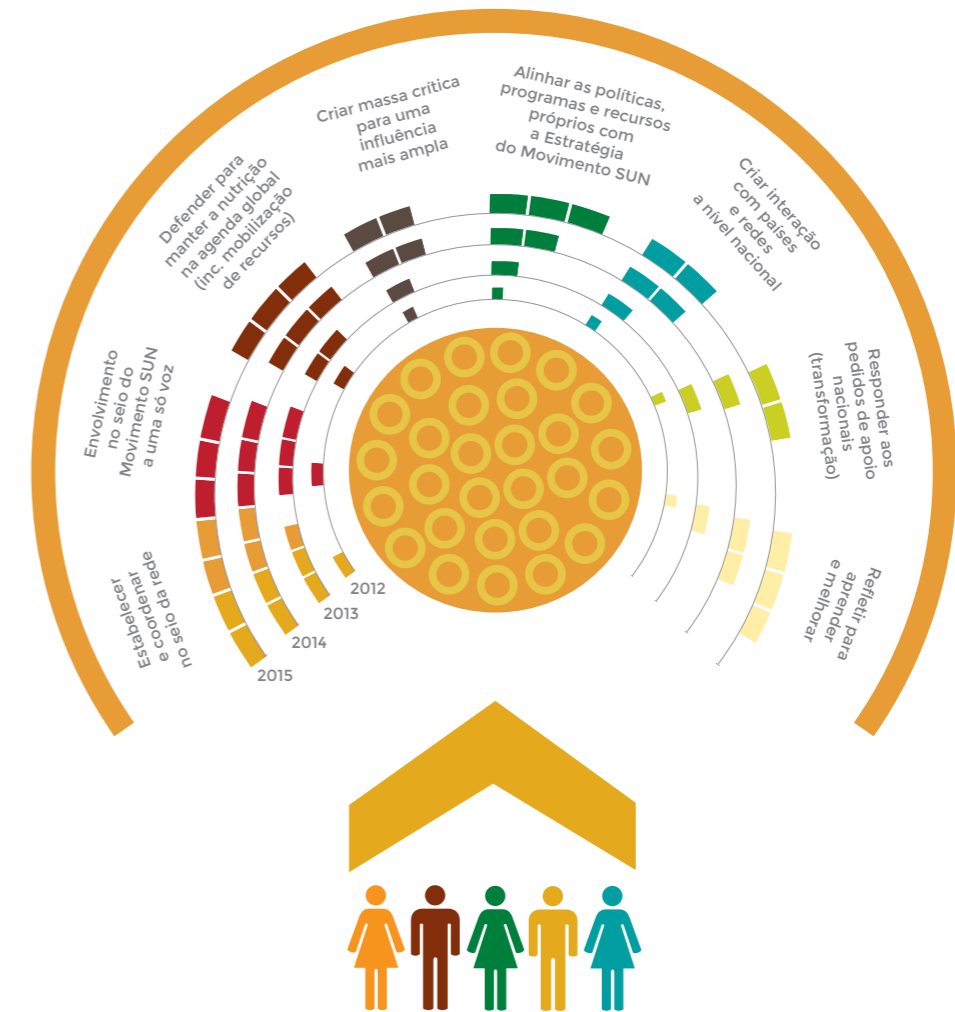 Estabelecer
e coordenar
no seio da rede
Envolvimento
no seio do
Movimento SUN
a uma só voz
Defender para
manter a nutrição
na agenda global
(inc. mobilização
de recursos)
Criar massa crítica
para uma
influência
mais ampla
Alinhar as políticas,
programas e recursos
próprios com
a Estratégia
do Movimento SUN
Criar interação
com países
e redes
a nível nacional
Responder aos
pedidos de apoio
nacionais
(transformação)
Refletir para
aprender
e melhorar
2012
2013
2014
2015